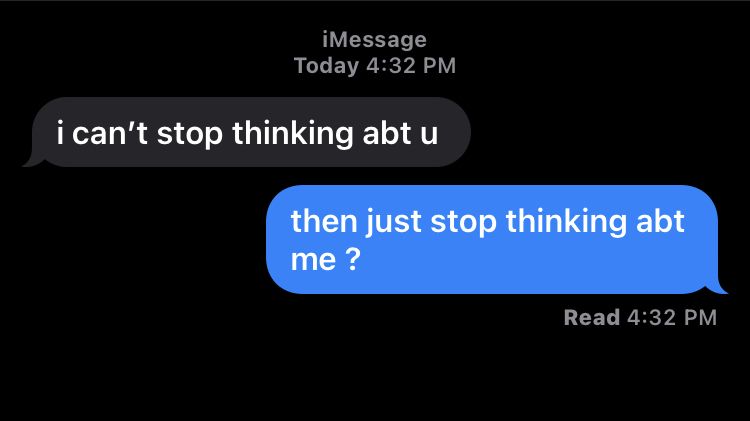 iMessage
Today 4:32 PM
i can’t stop thinking abt u
then just stop thinking abt
me ?
Read 4:32 PM